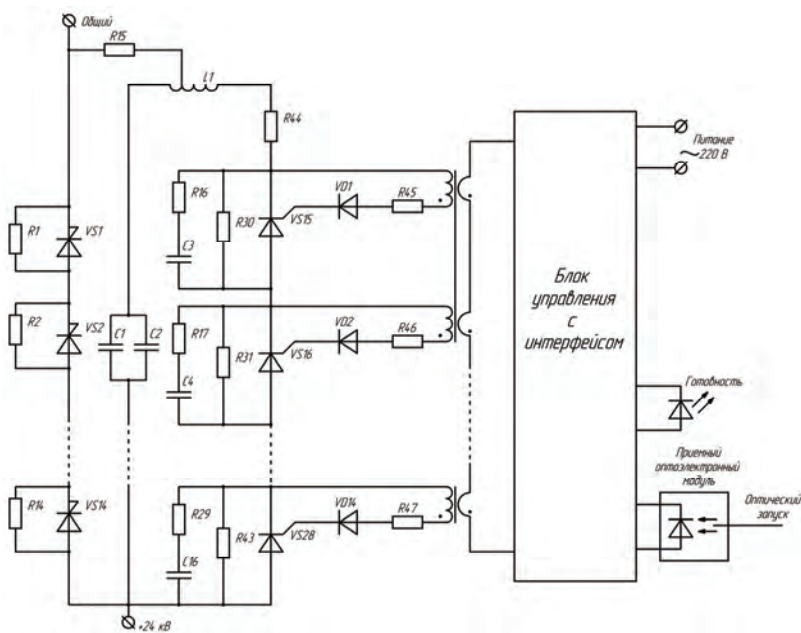 Общий
R15
L1
R44
Питание
~220 В
R16
R30
VS15
VD1
R45
C3
R1
VS1
Блок
управления
с
интерфейсом
R2
VS2
C1
C2
R17
R31
VS16
VD2
R46
C4
Готовность
Приемный
оптоэлектронный
модуль
Оптический
запуск
R14
VS14
R29
R43
VS28
VD14
R47
C16
+24 кВ